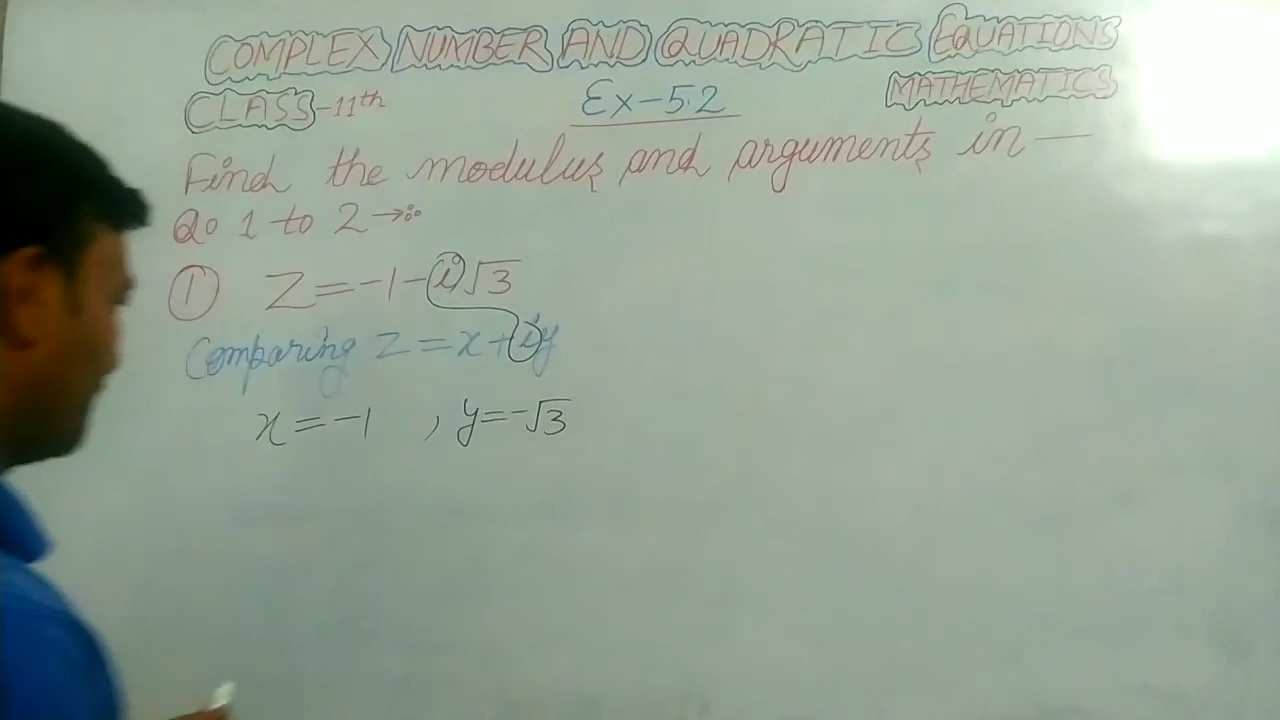 COMPLEX NUMBER AND QUADRATIC EQUATIONS
CLASS-11th Ex-5.2 MATHEMATICS
Find the modulus and arguments in —
Q. 1 to 2 →:
① Z=-1-i√3
Comparing z=x+iy
x=-1 , y=-√3